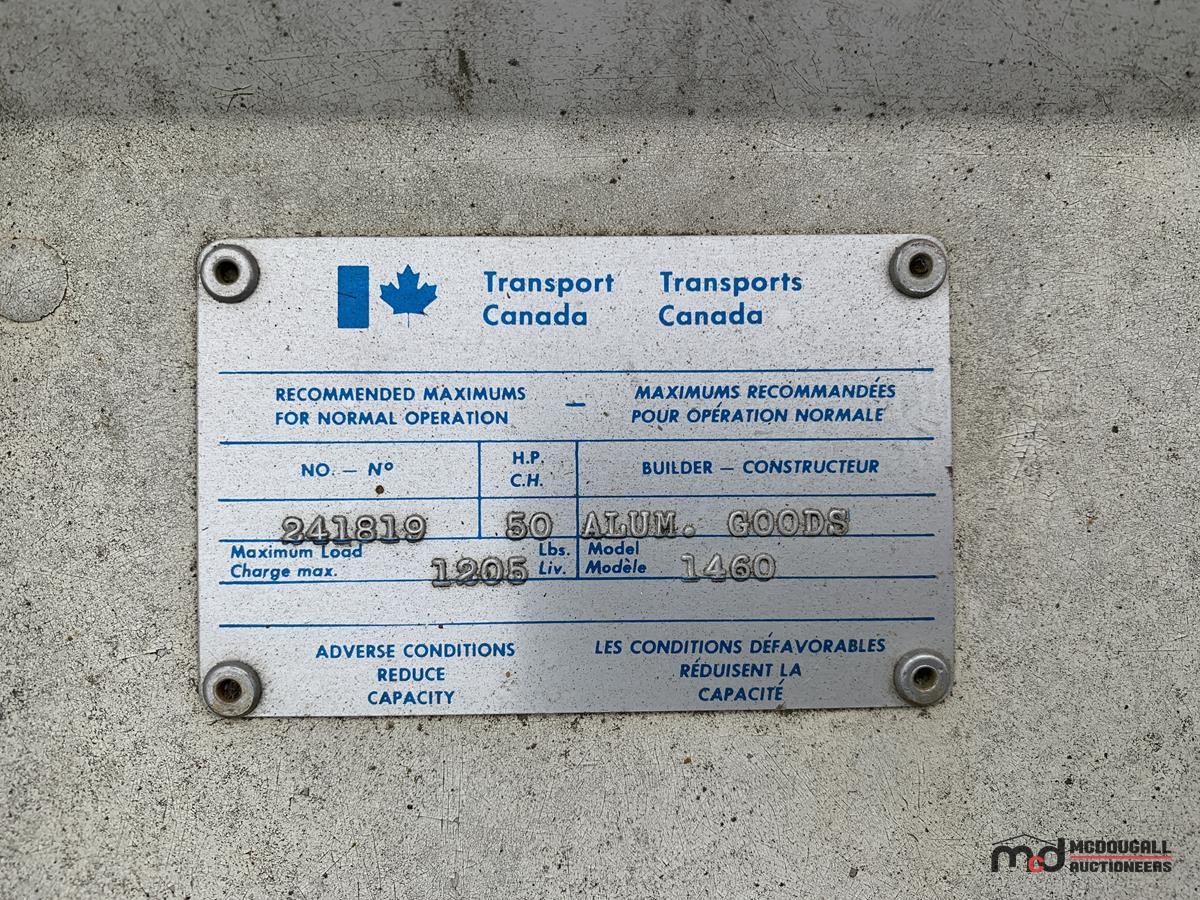 Transport Canada
Transports Canada
RECOMMENDED MAXIMUMS
FOR NORMAL OPERATION
–
MAXIMUMS RECOMMANDÉES
POUR OPÉRATION NORMALE
NO. – Nº
H.P.
C.H.
BUILDER – CONSTRUCTEUR
241819
50
ALUM. GOODS
Maximum Load
Charge max.
1205
Lbs.
Liv.
Model
Modèle
1460
ADVERSE CONDITIONS
REDUCE
CAPACITY
LES CONDITIONS DÉFAVORABLES
RÉDUISENT LA
CAPACITÉ
mcd MCDOUGALL
AUCTIONEERS